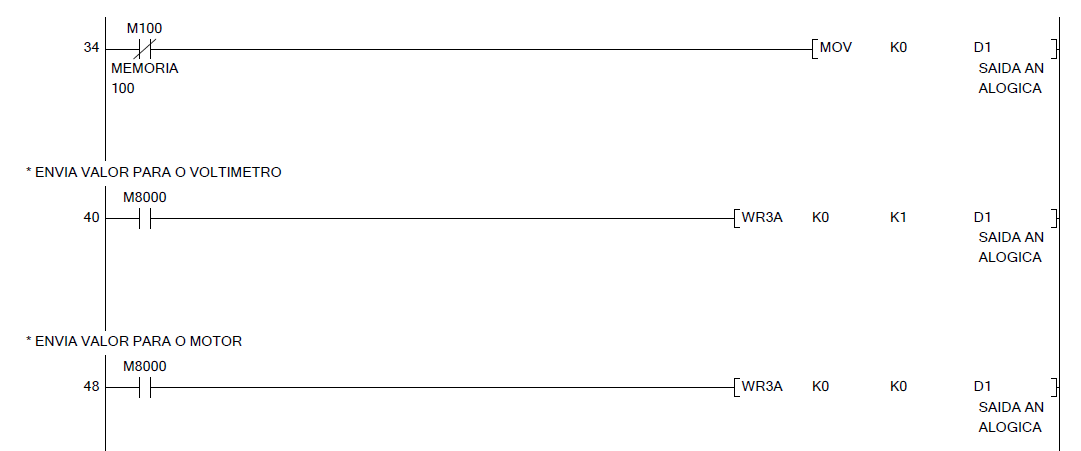 M100
34 MOV K0 D1
MEMORIA SAIDA AN
100 ALOGICA
* ENVIA VALOR PARA O VOLTIMETRO
M8000
40 WR3A K0 K1 D1
SAIDA AN
ALOGICA
* ENVIA VALOR PARA O MOTOR
M8000
48 WR3A K0 K0 D1
SAIDA AN
ALOGICA